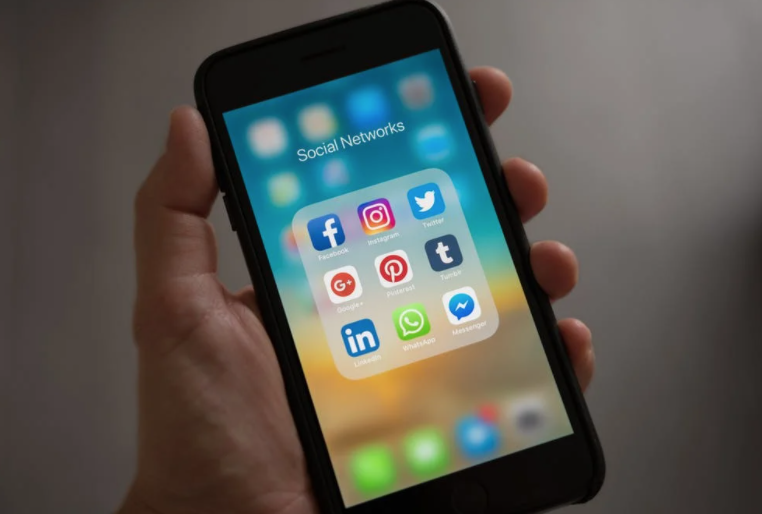 Social Networks
Facebook
Instagram
Twitter
Google+
Pinterest
Tumblr
LinkedIn
WhatsApp
Messenger